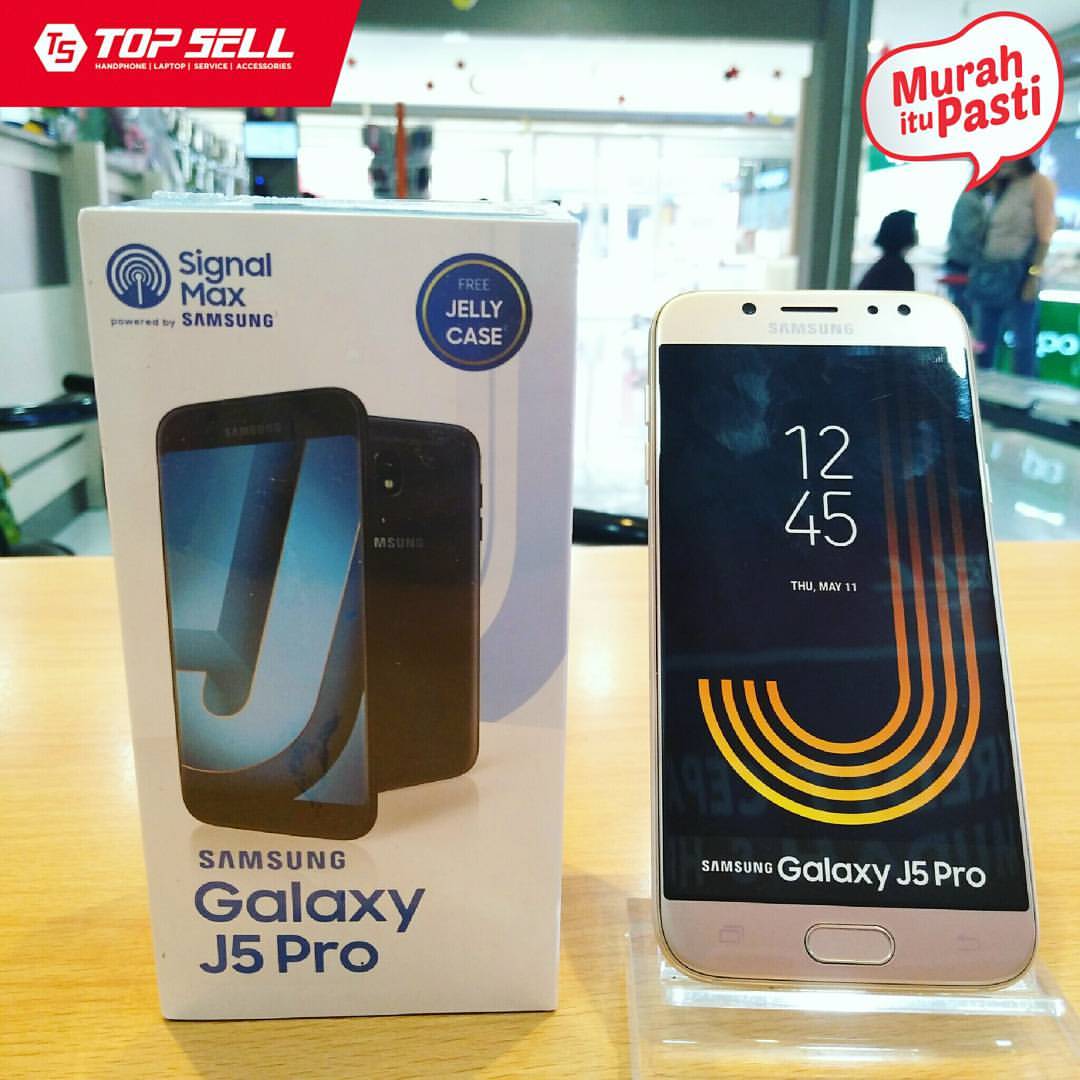 TS TOP SELL
HANDPHONE | LAPTOP | SERVICE | ACCESSORIES
Murah
itu Pasti
Signal
Max
powered by SAMSUNG
FREE
JELLY
CASE
SAMSUNG
MSUNG
SAMSUNG
Galaxy
J5 Pro
SAMSUNG
12
45
THU, MAY 11
SAMSUNG Galaxy J5 Pro